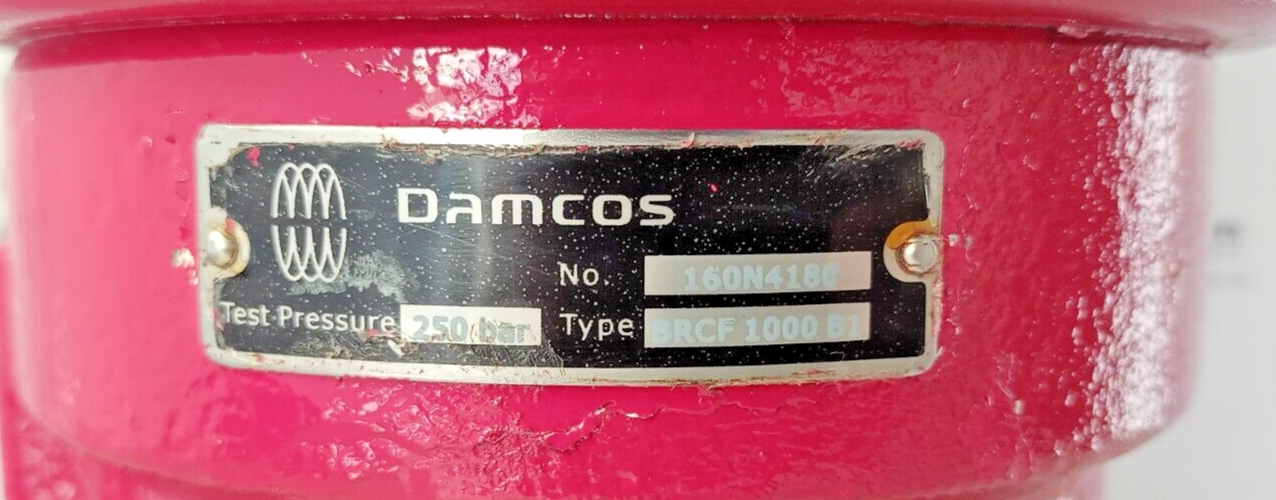 Damcos
No. 160N4180
Test Pressure 250 bar Type BRCF 1000 B1